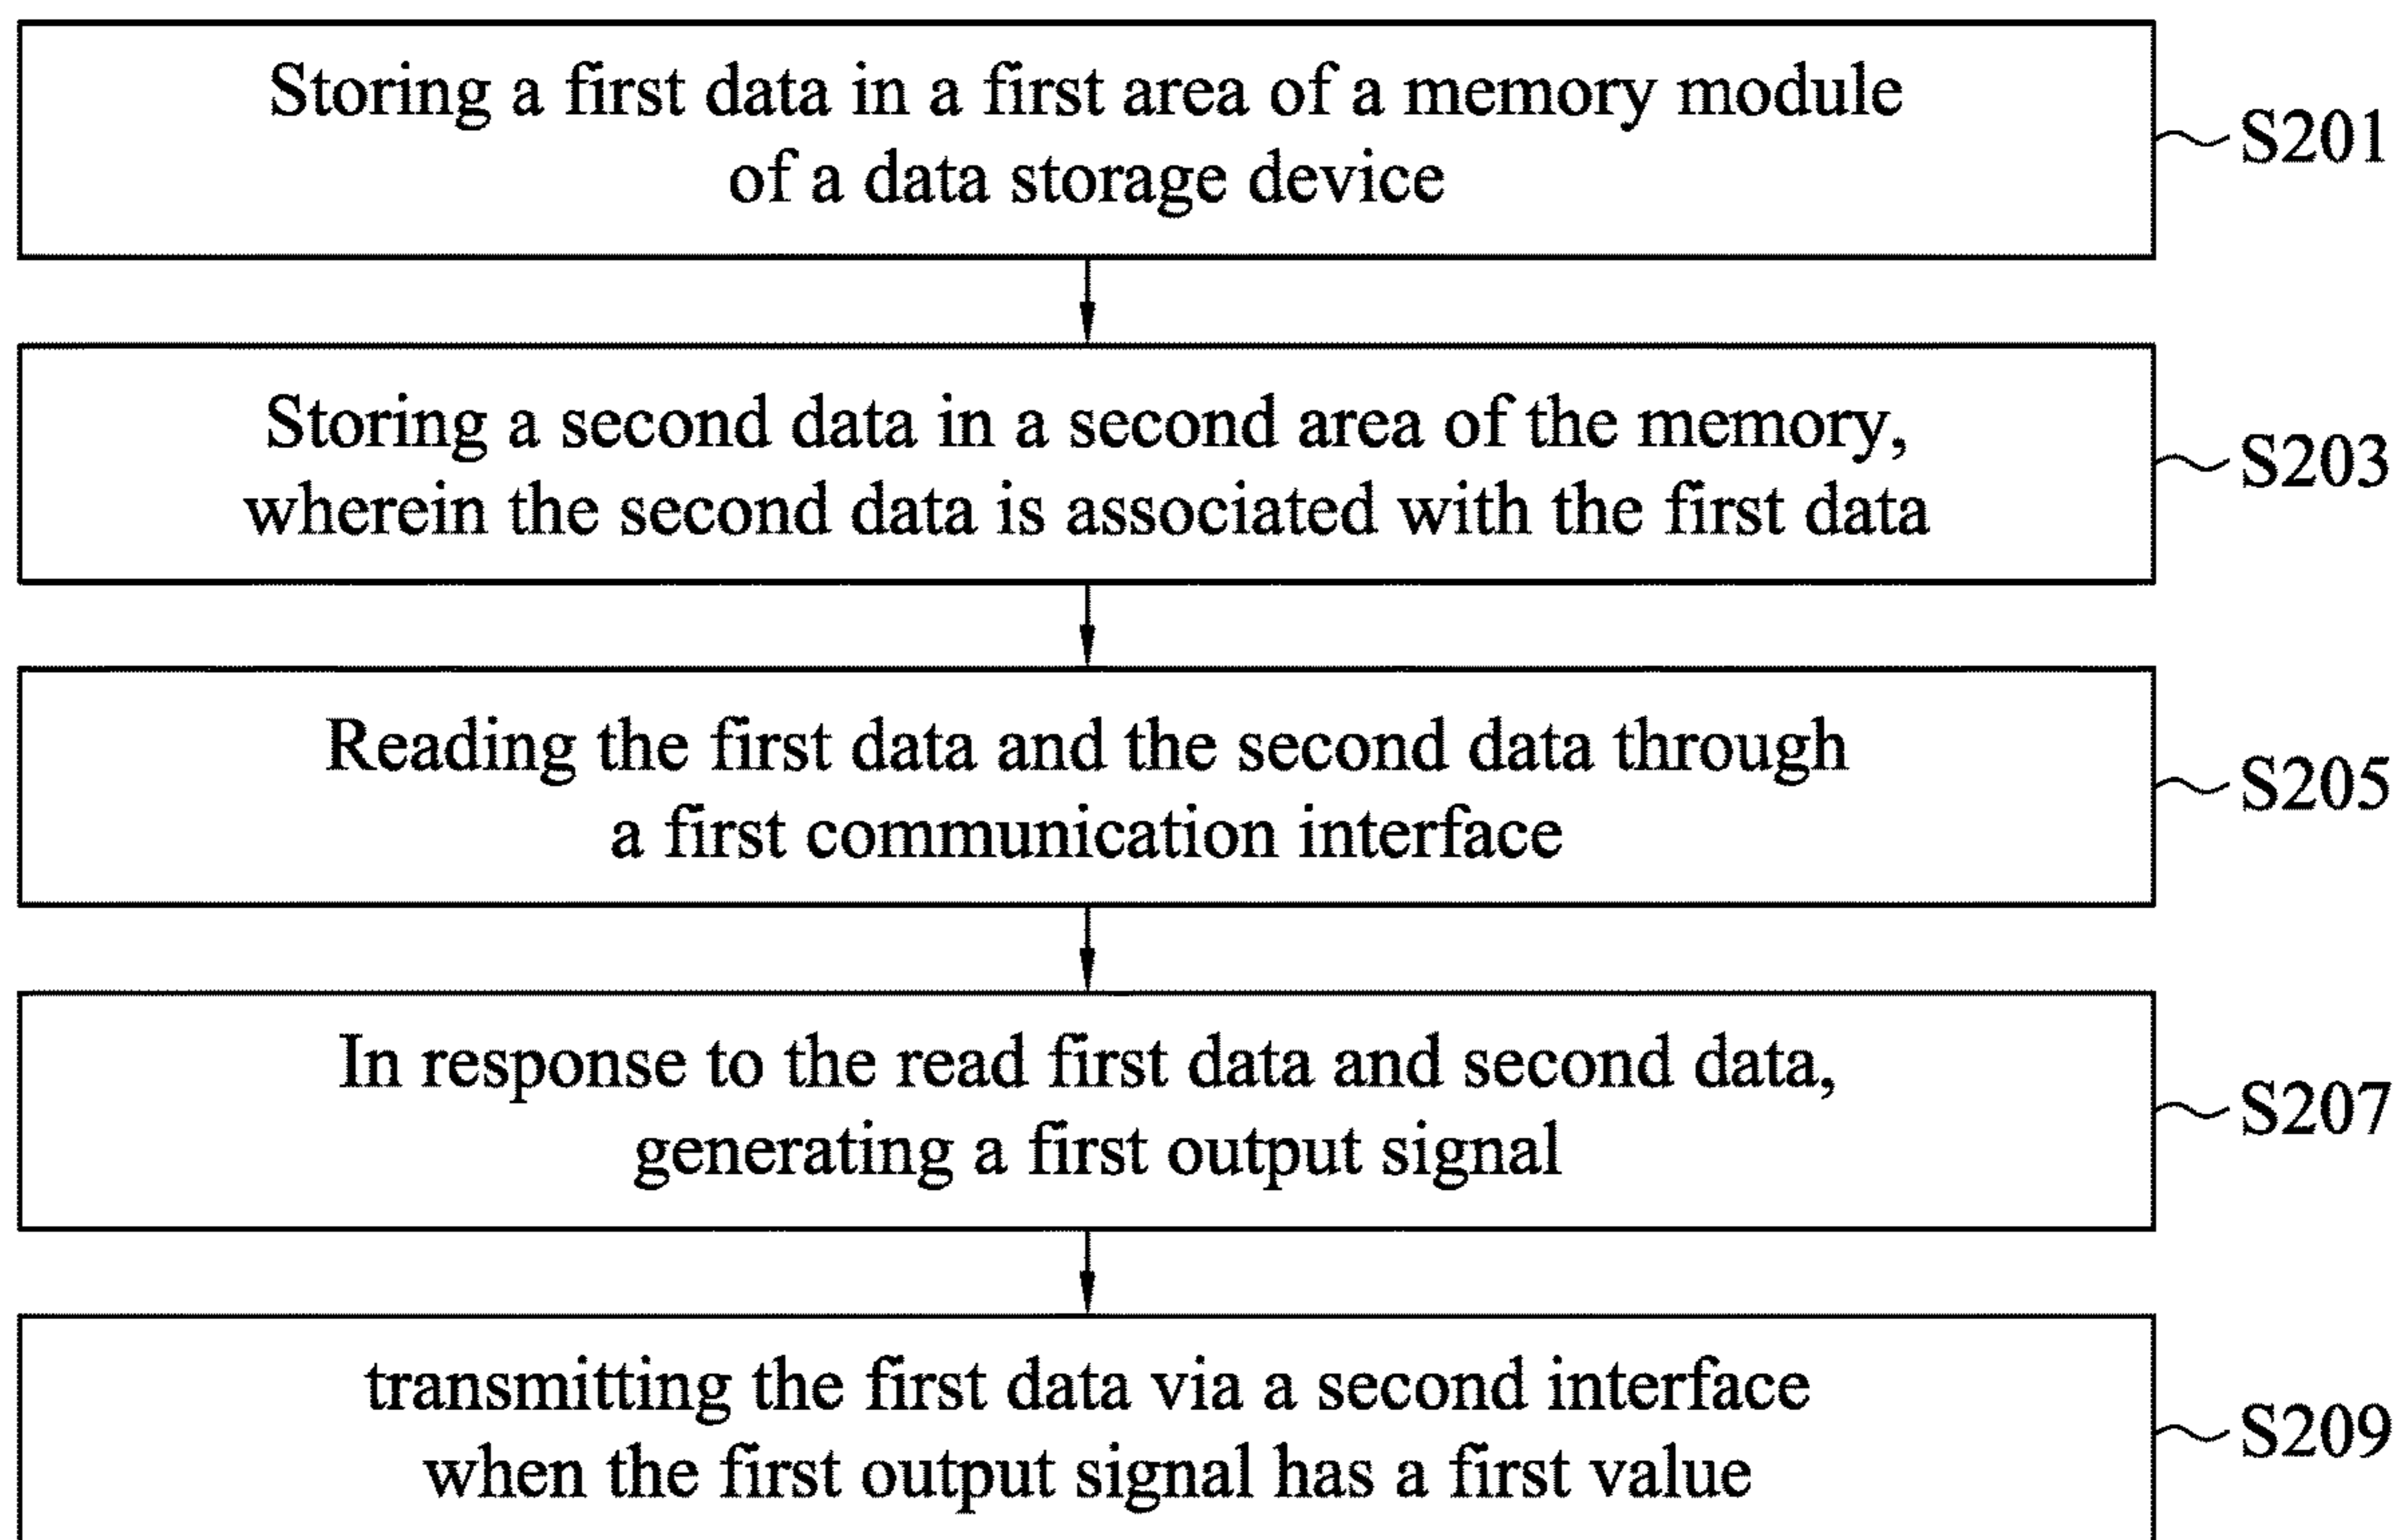 Storing a first data in a first area of a memory module
of a data storage device
S201
Storing a second data in a second area of the memory,
wherein the second data is associated with the first data
S203
Reading the first data and the second data through
a first communication interface
S205
In response to the read first data and second data,
generating a first output signal
S207
transmitting the first data via a second interface
when the first output signal has a first value
S209